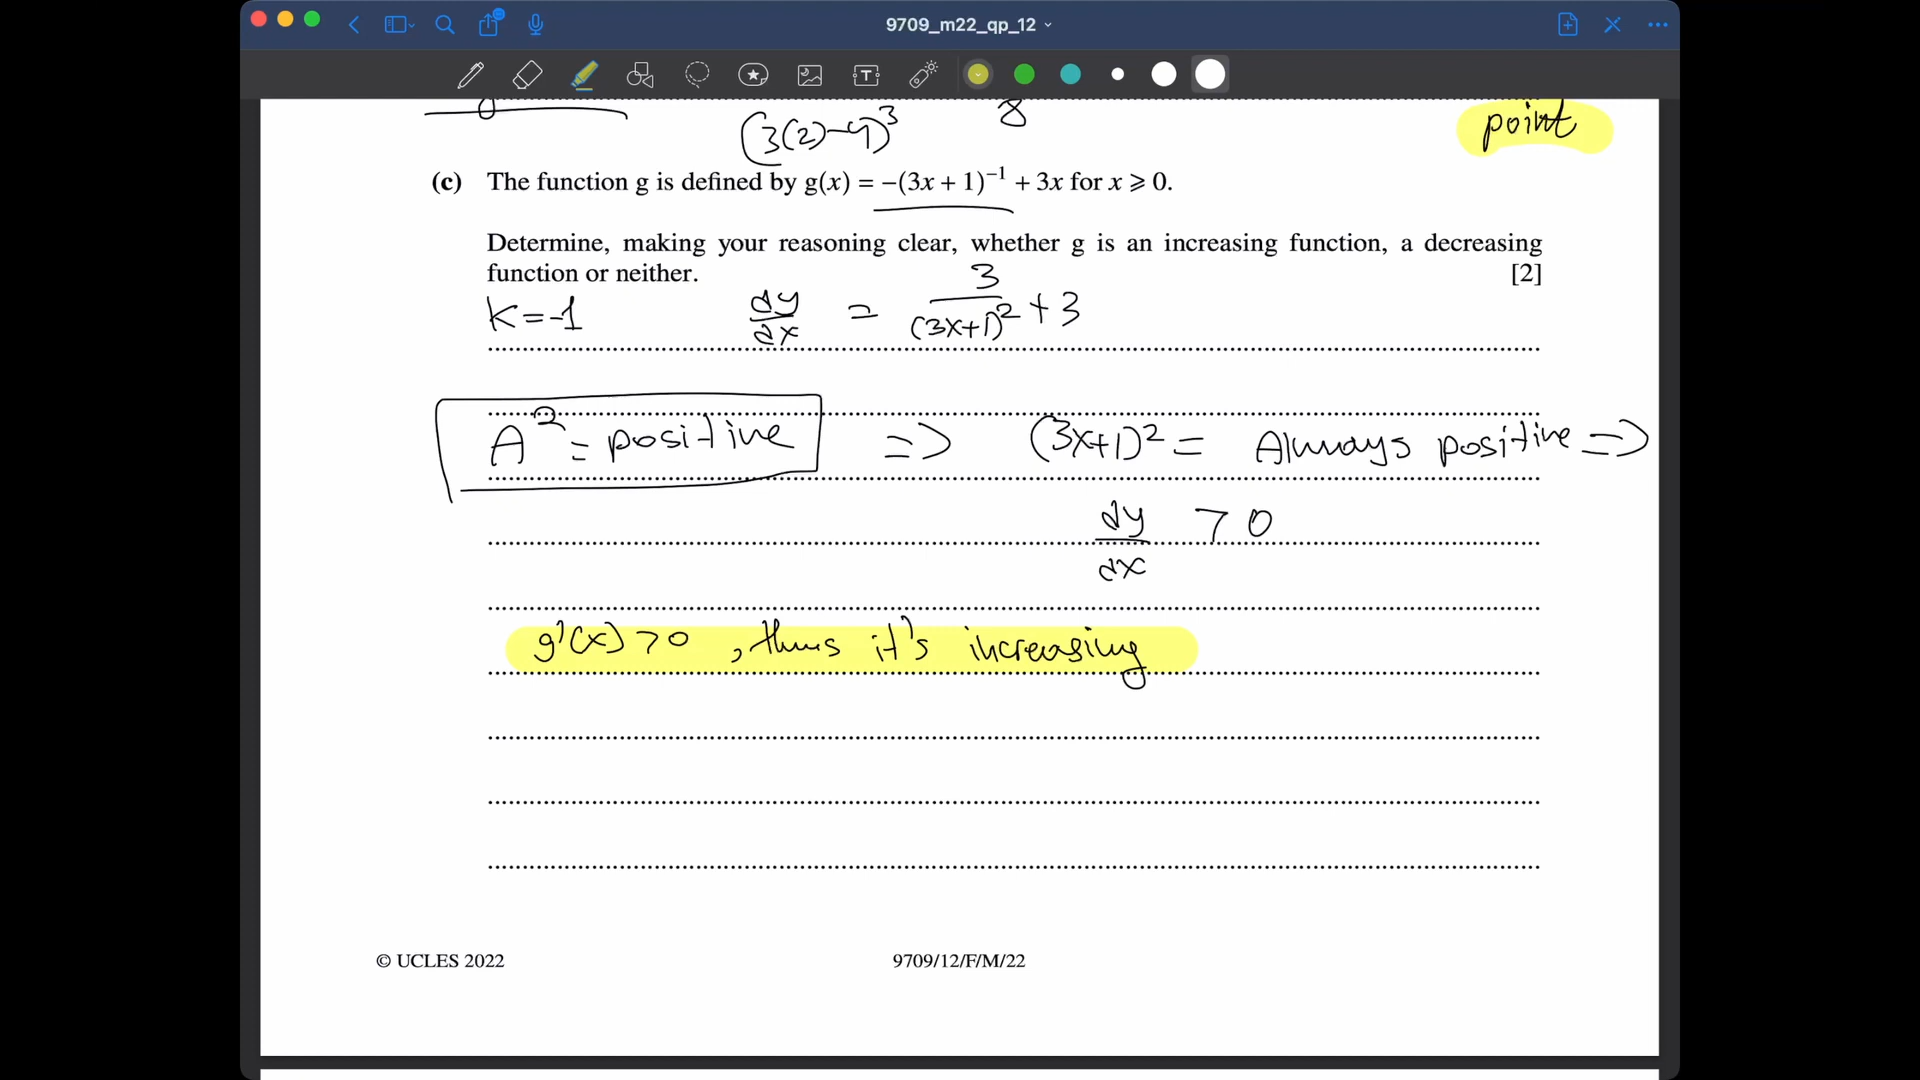 9709_m22_qp_12
(3(2)-4)³ 8
point
(c) The function g is defined by g(x) = −(3x + 1)⁻¹ + 3x for x ⩾ 0.
Determine, making your reasoning clear, whether g is an increasing function, a decreasing
function or neither. [2]
K=-1 dy/dx = 3/(3x+1)² + 3
A² = positive => (3x+1)² = Always positive =>
dy/dx > 0
g'(x) > 0 , thus it's increasing
© UCLES 2022 9709/12/F/M/22